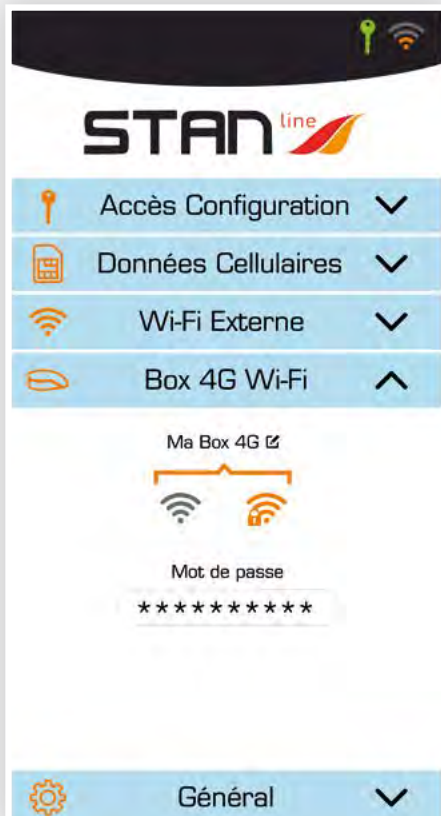 STAN line
Accès Configuration
Données Cellulaires
Wi-Fi Externe
Box 4G Wi-Fi
Ma Box 4G
Mot de passe
**********
Général